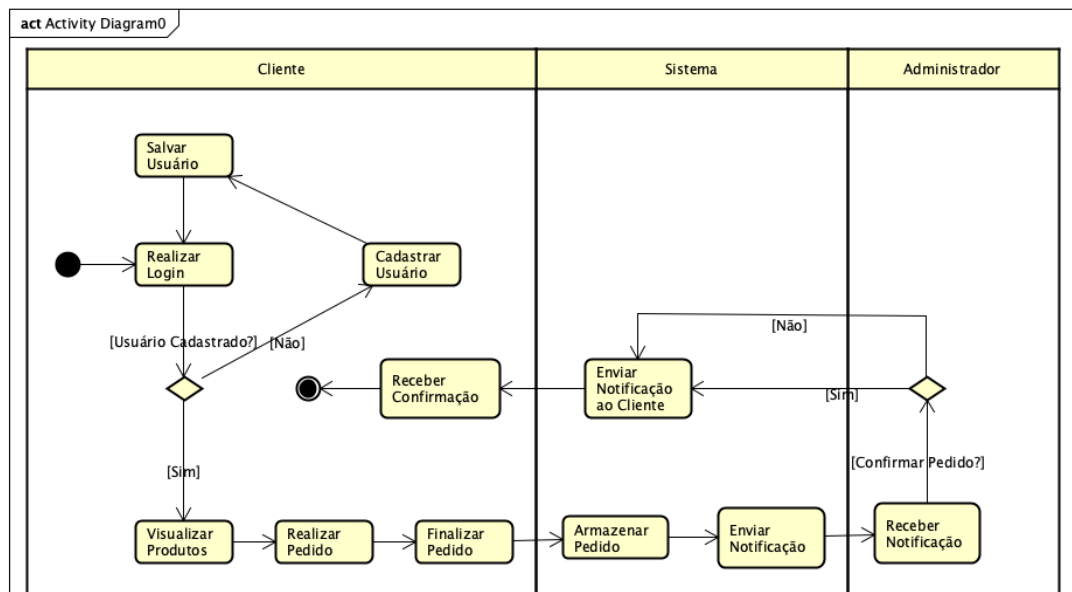 act Activity Diagram0
Cliente
Sistema
Administrador
Salvar
Usuário
Realizar
Login
Cadastrar
Usuário
[Usuário Cadastrado?]
[Não]
[Não]
Receber
Confirmação
Enviar
Notificação
ao Cliente
[Sim]
[Confirmar Pedido?]
[Sim]
Visualizar
Produtos
Realizar
Pedido
Finalizar
Pedido
Armazenar
Pedido
Enviar
Notificação
Receber
Notificação